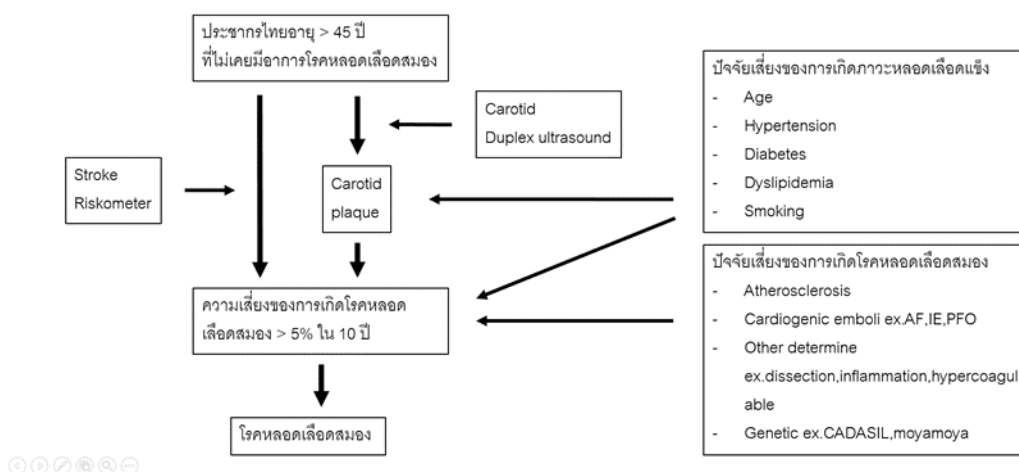 ประชากรไทยอายุ > 45 ปี
ที่ไม่เคยมีอาการโรคหลอดเลือดสมอง
Carotid
Duplex ultrasound
Stroke
Riskometer
Carotid
plaque
ความเสี่ยงของการเกิดโรคหลอด
เลือดสมอง > 5% ใน 10 ปี
โรคหลอดเลือดสมอง
ปัจจัยเสี่ยงของการเกิดภาวะหลอดเลือดแข็ง
- Age
- Hypertension
- Diabetes
- Dyslipidemia
- Smoking
ปัจจัยเสี่ยงของการเกิดโรคหลอดเลือดสมอง
- Atherosclerosis
- Cardiogenic emboli ex.AF,IE,PFO
- Other determine
ex.dissection,inflammation,hypercoagul
able
- Genetic ex.CADASIL,moyamoya